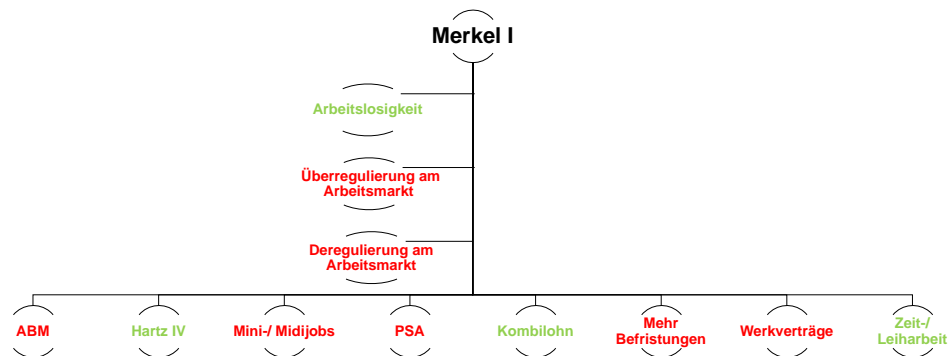 Merkel I
Arbeitslosigkeit
Überregulierung am
Arbeitsmarkt
Deregulierung am
Arbeitsmarkt
ABM
Hartz IV
Mini-/ Midijobs
PSA
Kombilohn
Mehr
Befristungen
Werkverträge
Zeit-/
Leiharbeit